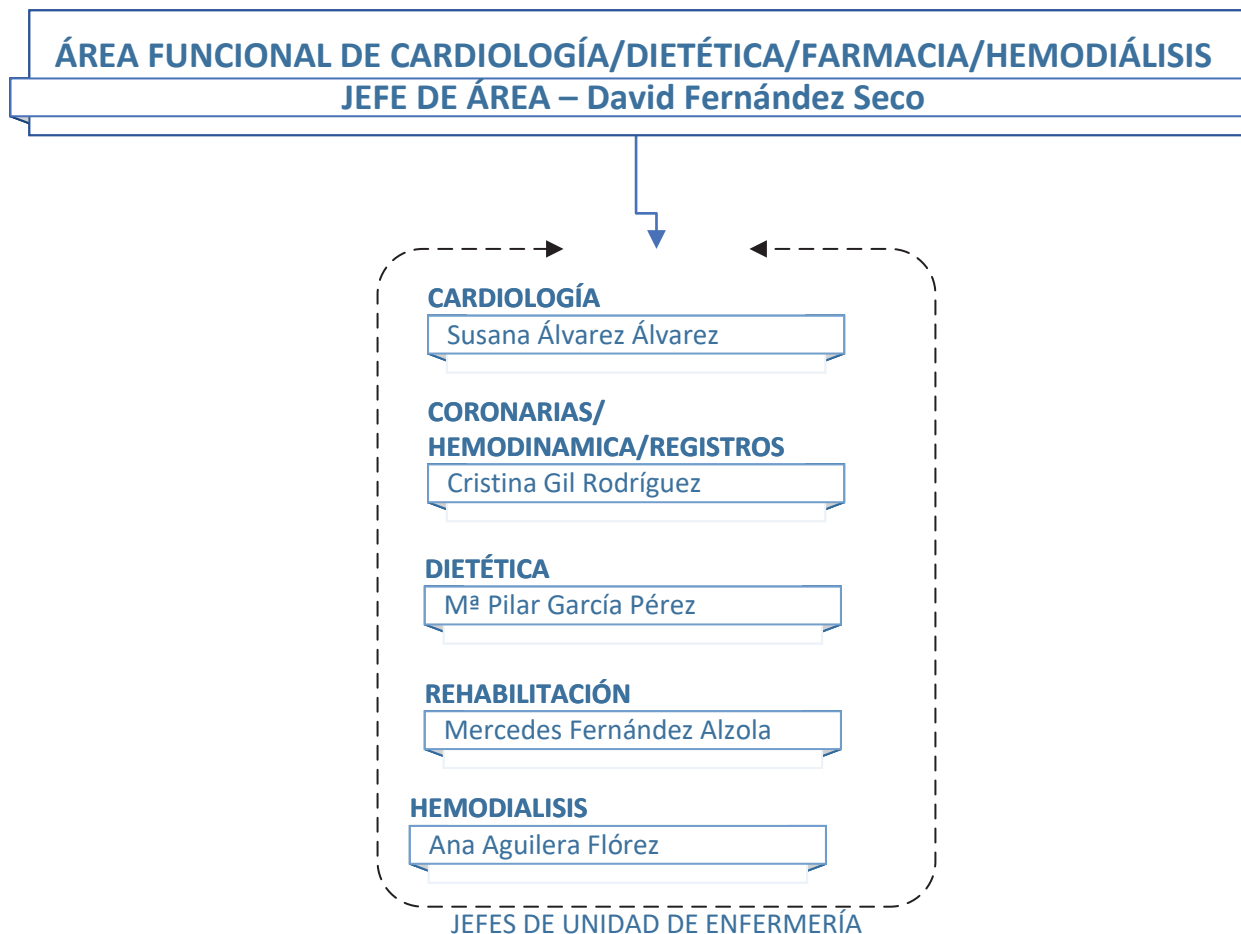 ÁREA FUNCIONAL DE CARDIOLOGÍA/DIETÉTICA/FARMACIA/HEMODIÁLISIS
JEFE DE ÁREA – David Fernández Seco
CARDIOLOGÍA
Susana Álvarez Álvarez
CORONARIAS/
HEMODINAMICA/REGISTROS
Cristina Gil Rodríguez
DIETÉTICA
Mª Pilar García Pérez
REHABILITACIÓN
Mercedes Fernández Alzola
HEMODIALISIS
Ana Aguilera Flórez
JEFES DE UNIDAD DE ENFERMERÍA